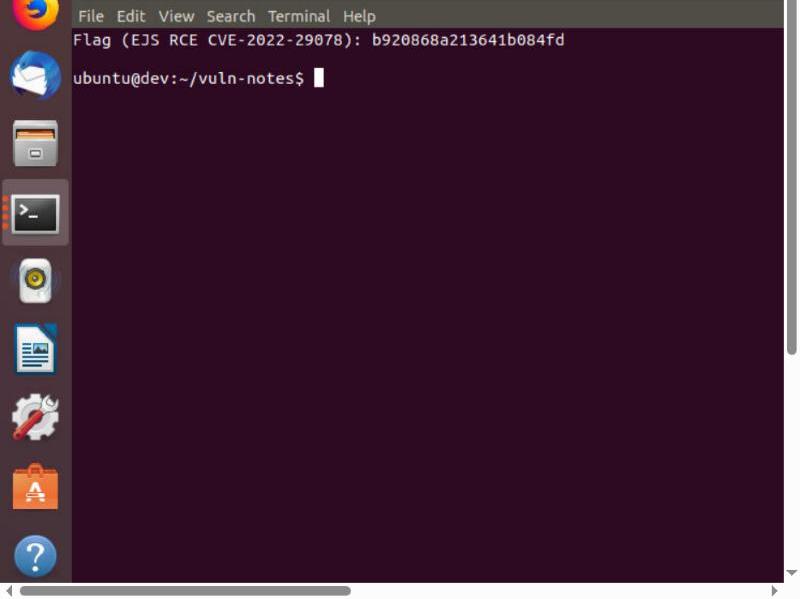 File Edit View Search Terminal Help
Flag (EJS RCE CVE-2022-29078): b920868a213641b084fd
ubuntu@dev:~/vuln-notes$